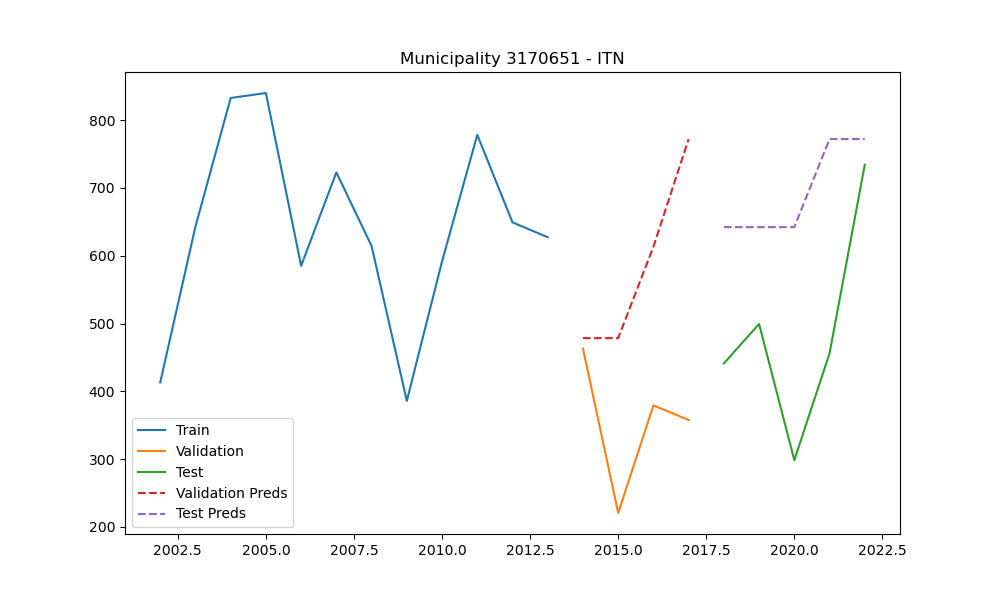 Municipality 3170651 - ITN
800
700
600
500
400
300
200
Train
Validation
Test
Validation Preds
Test Preds
2002.5 2005.0 2007.5 2010.0 2012.5 2015.0 2017.5 2020.0 2022.5